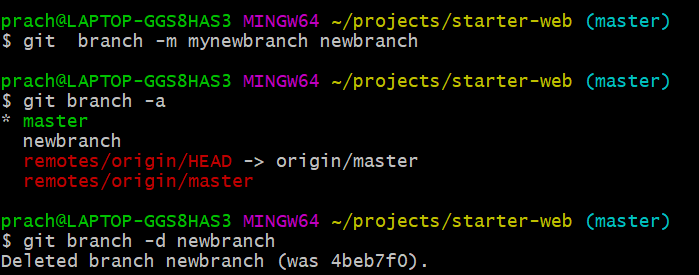 prach@LAPTOP-GGS8HAS3 MINGW64 ~/projects/starter-web (master)
$ git  branch -m mynewbranch newbranch
prach@LAPTOP-GGS8HAS3 MINGW64 ~/projects/starter-web (master)
$ git branch -a
* master
  newbranch
  remotes/origin/HEAD -> origin/master
  remotes/origin/master
prach@LAPTOP-GGS8HAS3 MINGW64 ~/projects/starter-web (master)
$ git branch -d newbranch
Deleted branch newbranch (was 4beb7f0).